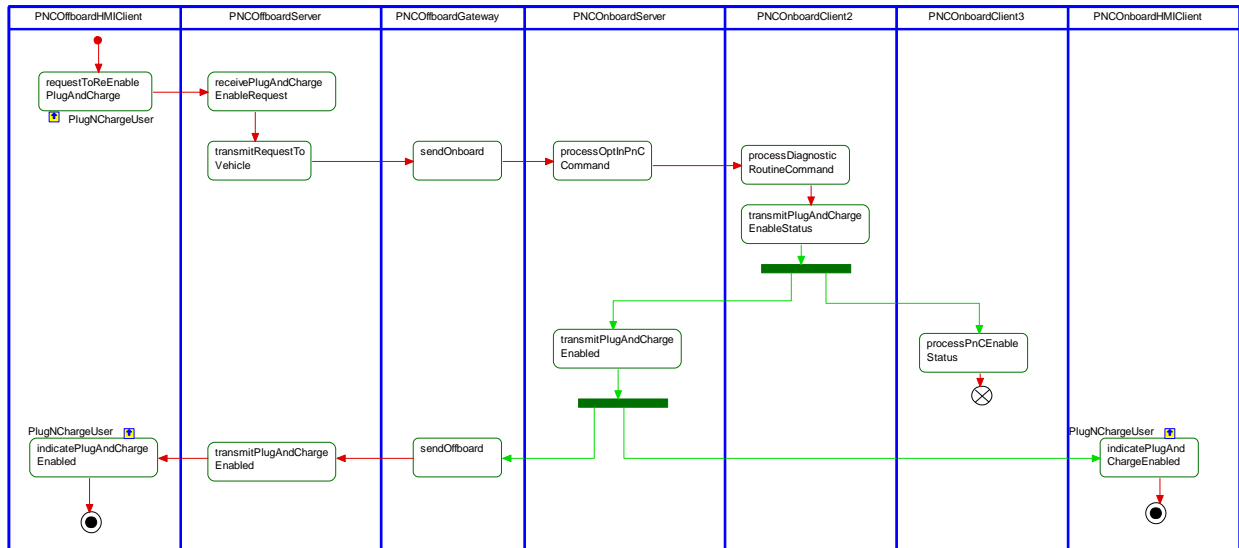 PNCOffboardHMIClient
PNCOffboardServer
PNCOffboardGateway
PNCOnboardServer
PNCOnboardClient2
PNCOnboardClient3
PNCOnboardHMIClient
requestToReEnable
PlugAndCharge
PlugNChargeUser
receivePlugAndCharge
EnableRequest
transmitRequestTo
Vehicle
sendOnboard
processOptInPnC
Command
processDiagnostic
RoutineCommand
transmitPlugAndCharge
EnableStatus
transmitPlugAndCharge
Enabled
processPnCEnable
Status
PlugNChargeUser
indicatePlugAndCharge
Enabled
transmitPlugAndCharge
Enabled
sendOffboard
PlugNChargeUser
indicatePlugAnd
ChargeEnabled